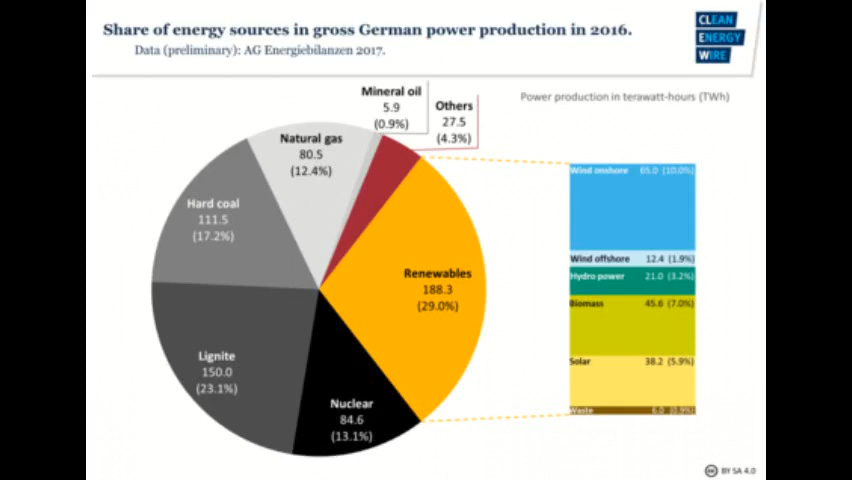 Share of energy sources in gross German power production in 2016.
Data (preliminary): AG Energiebilanzen 2017.
CLEAN
ENERGY
WIRE
Power production in terawatt-hours (TWh)
Mineral oil
5.9
(0.9%)
Others
27.5
(4.3%)
Natural gas
80.5
(12.4%)
Hard coal
111.5
(17.2%)
Renewables
188.3
(29.0%)
Lignite
150.0
(23.1%)
Nuclear
84.6
(13.1%)
Wind onshore 65.0 (10.0%)
Wind offshore 12.4 (1.9%)
Hydro power 21.0 (3.2%)
Biomass 45.6 (7.0%)
Solar 38.2 (5.9%)
Waste 6.0 (0.9%)
cc BY SA 4.0